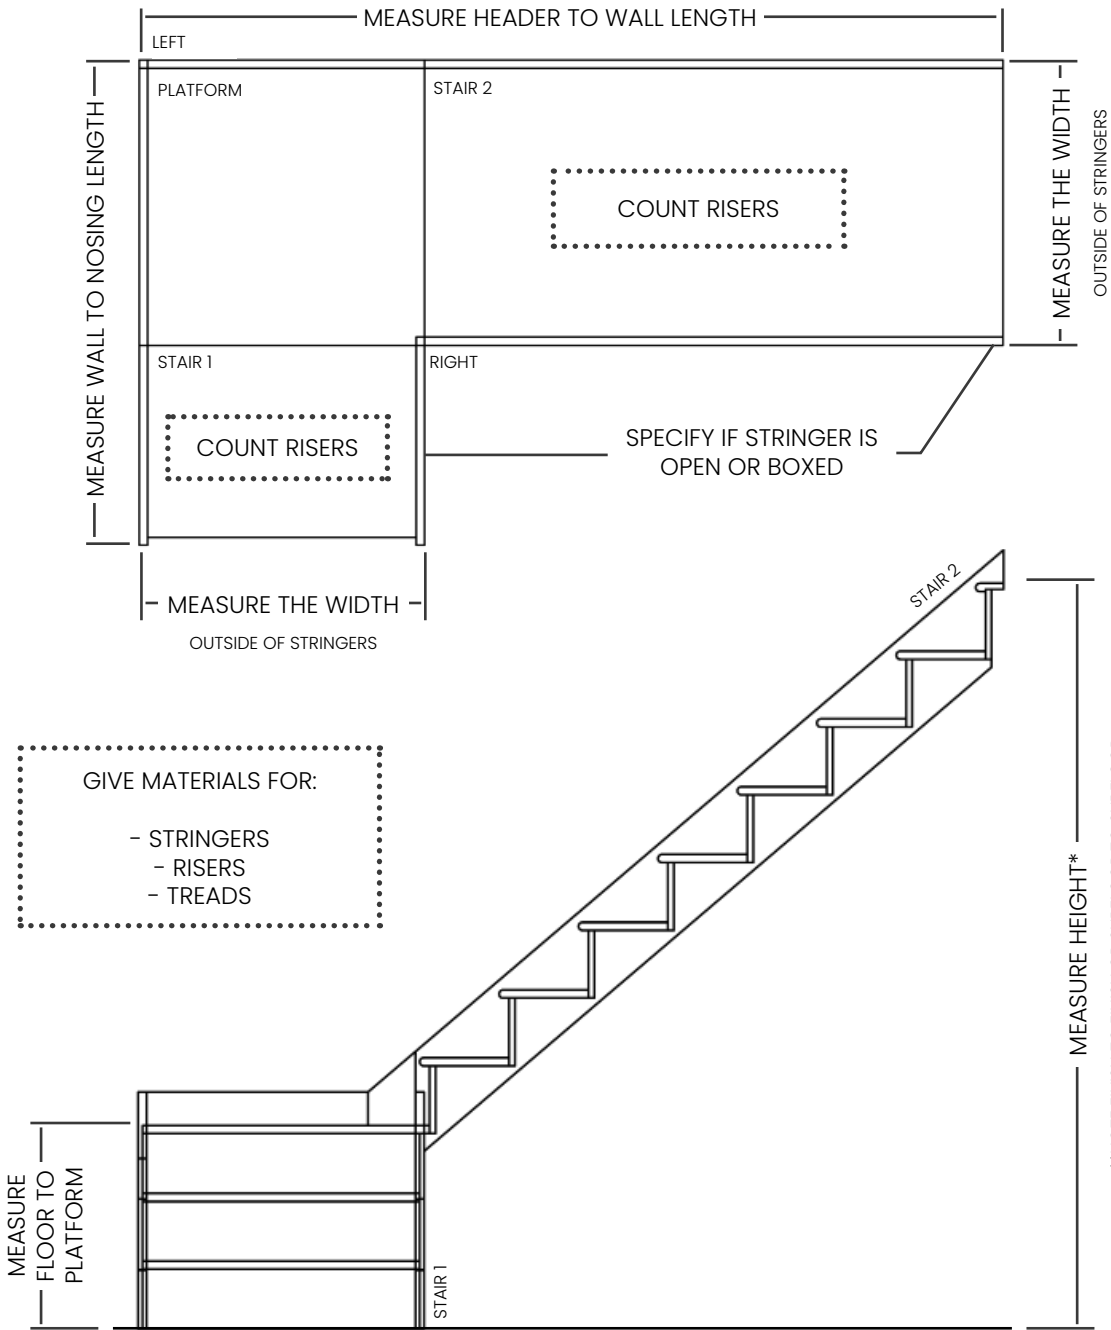 MEASURE HEADER TO WALL LENGTH
LEFT
PLATFORM
STAIR 2
MEASURE WALL TO NOSING LENGTH
COUNT RISERS
MEASURE THE WIDTH
OUTSIDE OF STRINGERS
STAIR 1
RIGHT
COUNT RISERS
SPECIFY IF STRINGER IS
OPEN OR BOXED
MEASURE THE WIDTH
OUTSIDE OF STRINGERS
STAIR 2
GIVE MATERIALS FOR:
- STRINGERS
- RISERS
- TREADS
MEASURE HEIGHT*
MEASURE
FLOOR TO
PLATFORM
STAIR 1